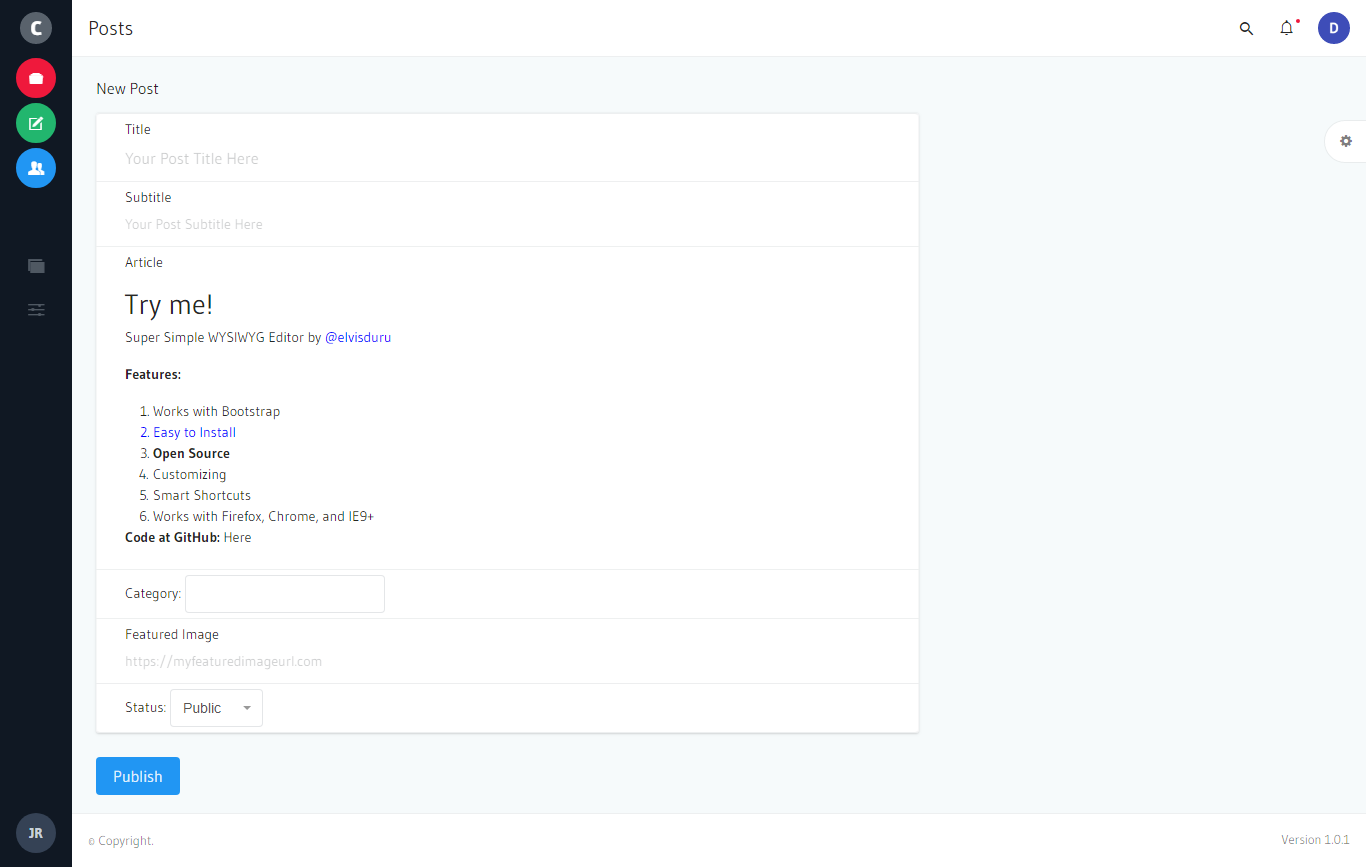 C
Posts
D
New Post
Title
Your Post Title Here
Subtitle
Your Post Subtitle Here
Article
Try me!
Super Simple WYSIWYG Editor by @elvisduru
Features:
1. Works with Bootstrap
2. Easy to Install
3. Open Source
4. Customizing
5. Smart Shortcuts
6. Works with Firefox, Chrome, and IE9+
Code at GitHub: Here
Category:
Featured Image
https://myfeaturedimageurl.com
Status: Public
Publish
JR
© Copyright.
Version 1.0.1